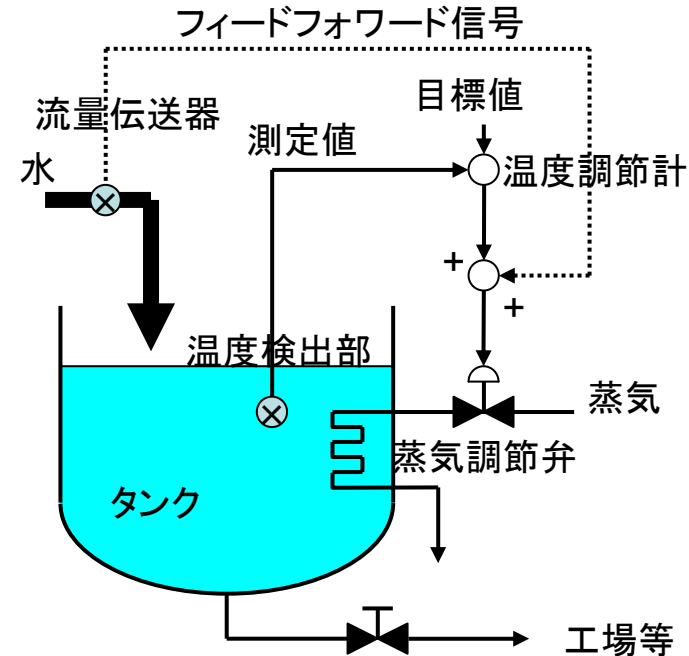 フィードフォワード信号
目標値
流量伝送器
測定値
水
温度調節計
+
+
温度検出部
蒸気
蒸気調節弁
タンク
工場等